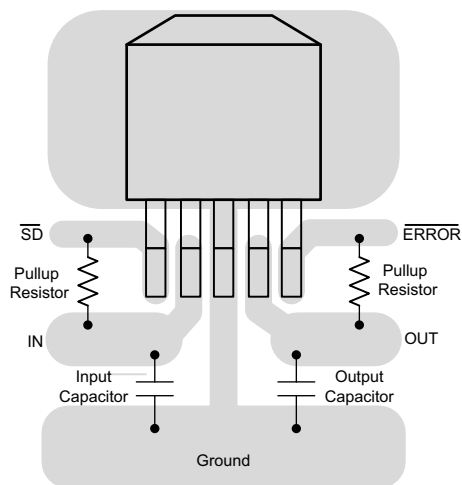 SD
ERROR
Pullup
Resistor
Pullup
Resistor
IN
OUT
Input
Capacitor
Output
Capacitor
Ground